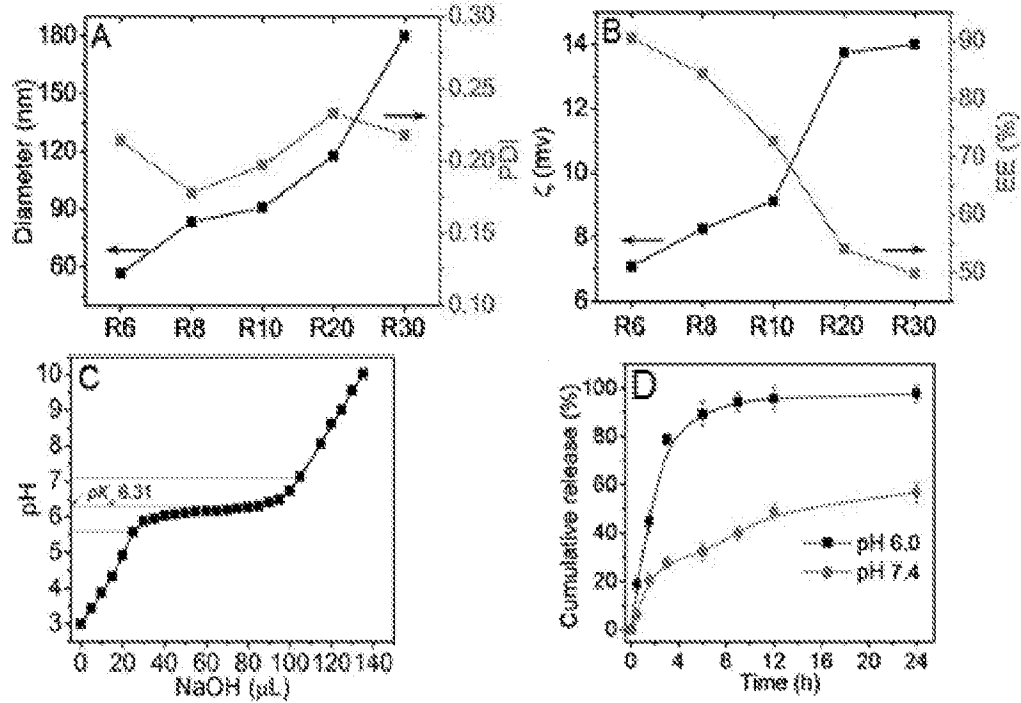 A
Diameter (nm)
180
150
120
90
60
0.30
0.25
0.20
0.15
0.10
PDI
R6 R8 R10 R20 R30
B
ζ (mv)
14
12
10
8
6
90
80
70
60
50
EE (%)
R6 R8 R10 R20 R30
C
pH
10
9
8
7
6
5
4
3
pKa 6.31
0 20 40 60 80 100 120 140
NaOH (μL)
D
Cumulative release (%)
100
80
60
40
20
0
pH 6.0
pH 7.4
0 4 8 12 16 20 24
Time (h)